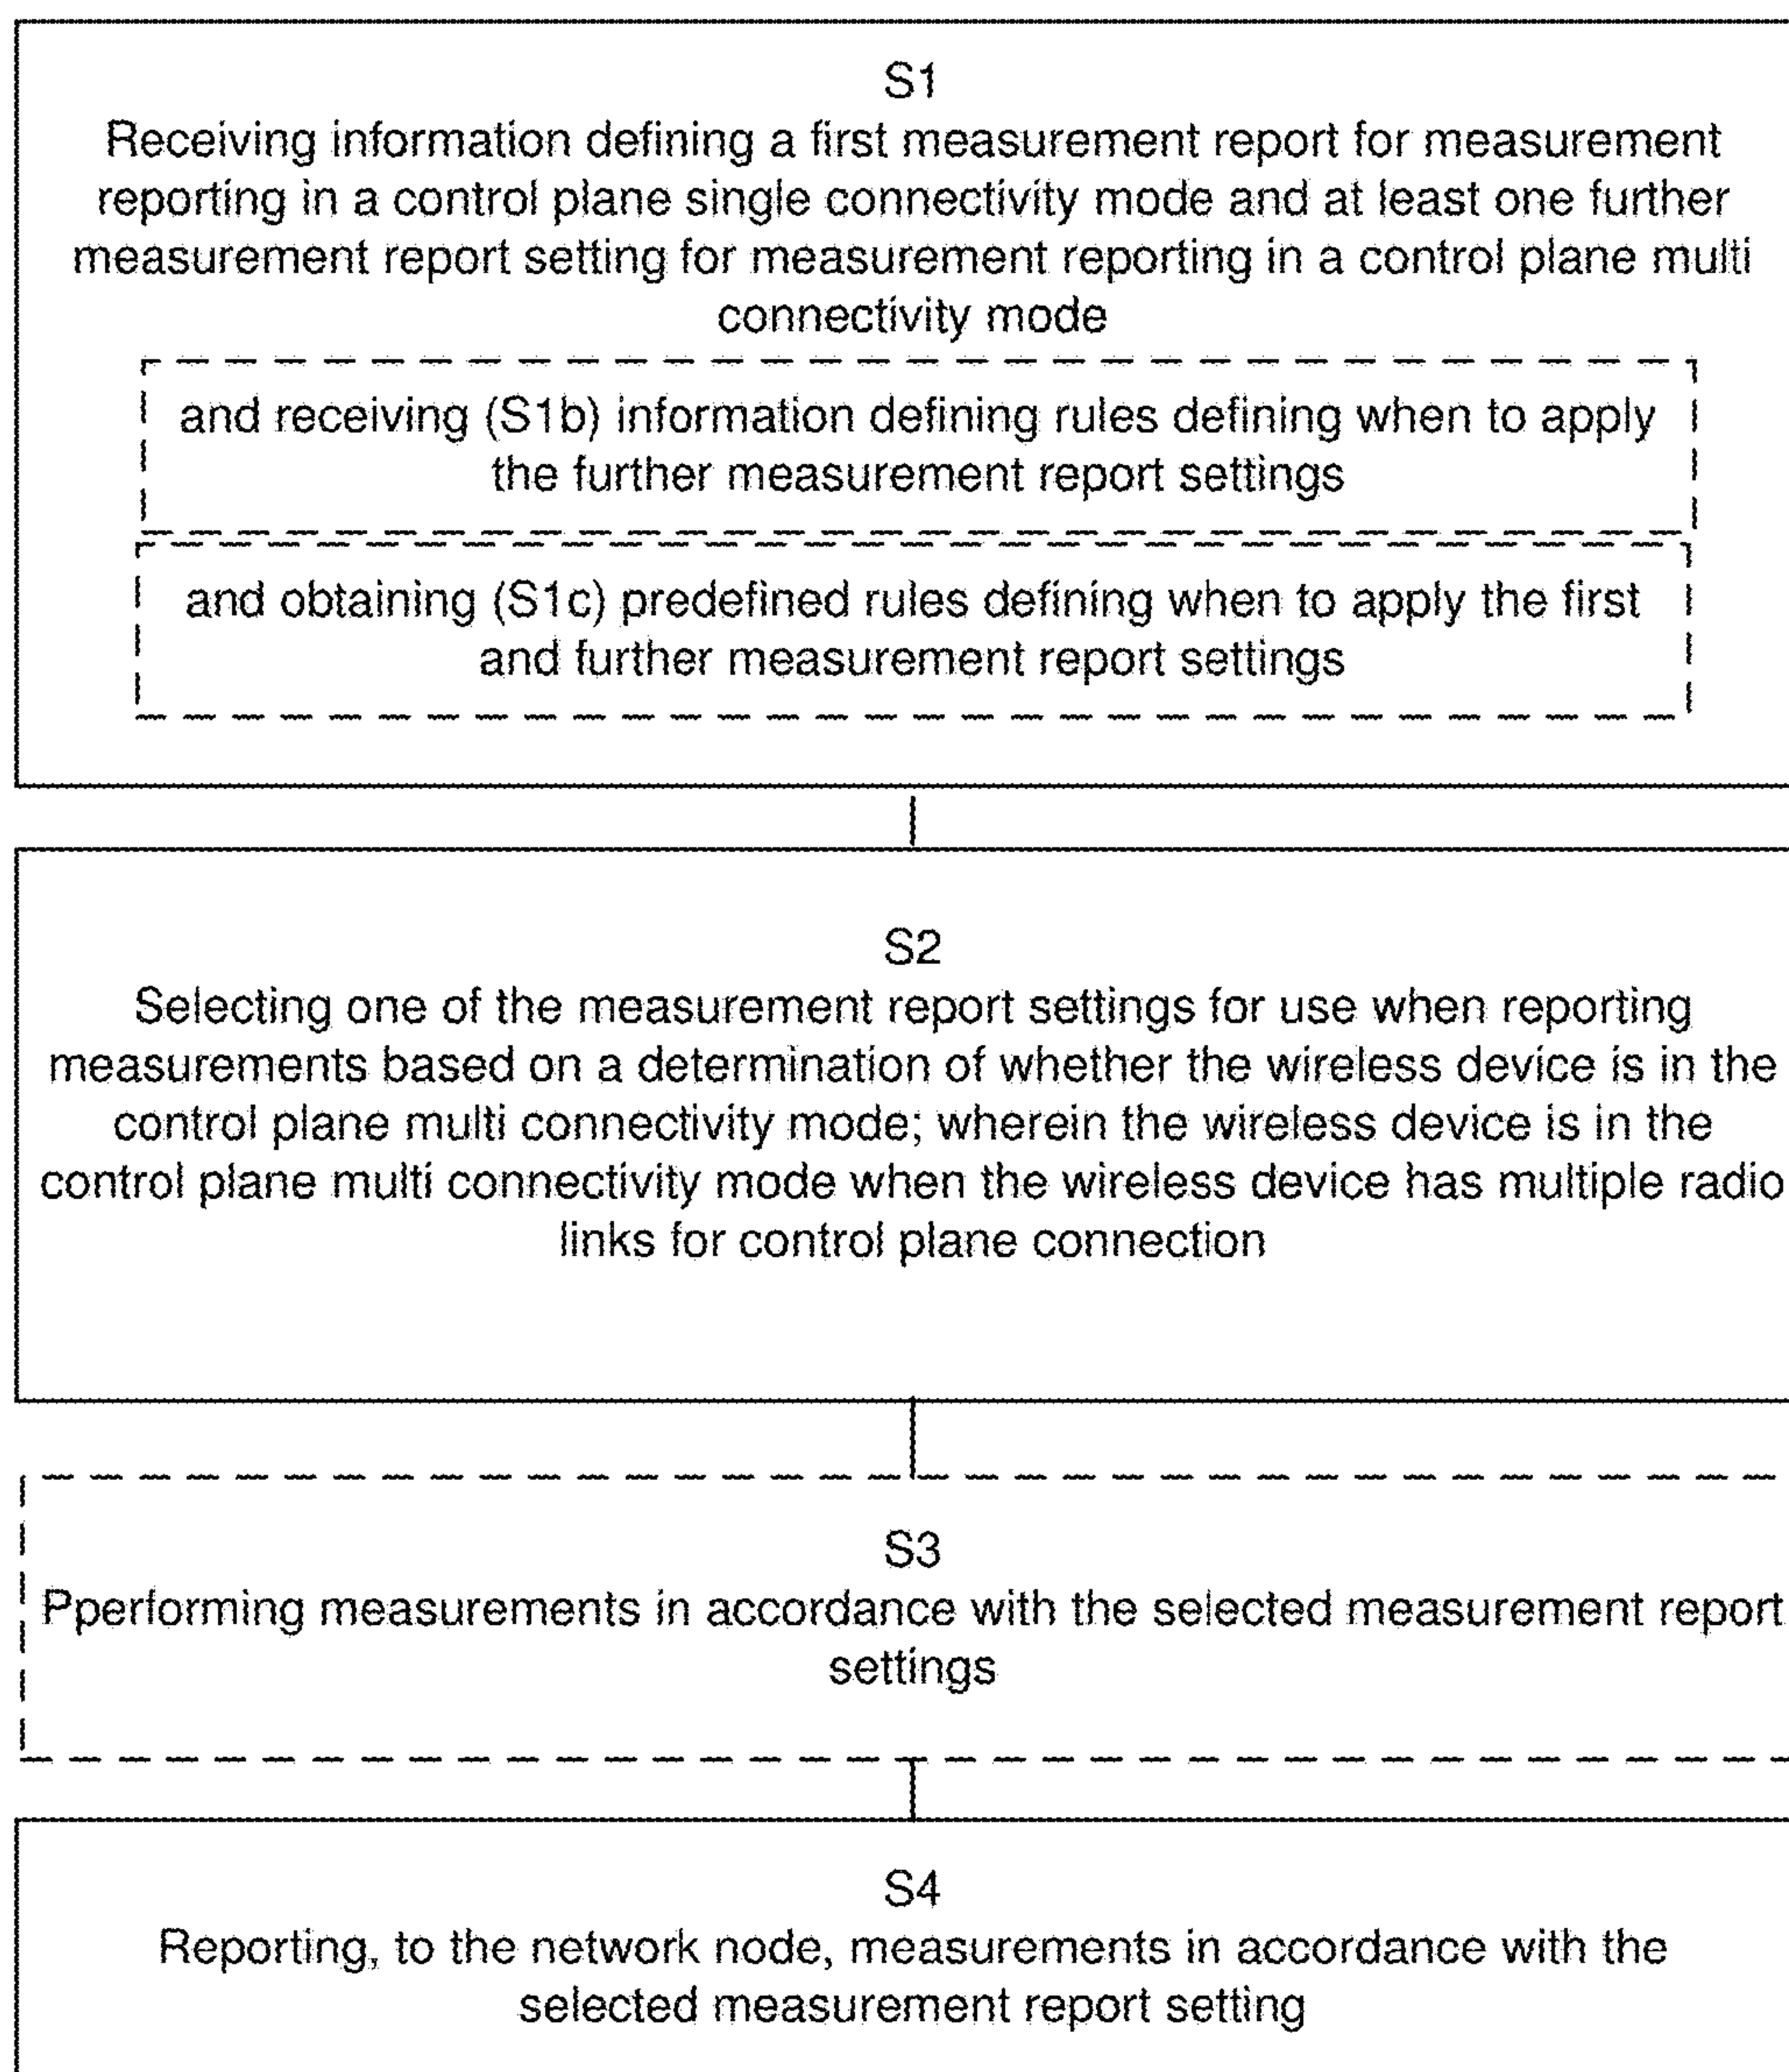 S1
Receiving information defining a first measurement report for measurement
reporting in a control plane single connectivity mode and at least one further
measurement report setting for measurement reporting in a control plane multi
connectivity mode
and receiving (S1b) information defining rules defining when to apply
the further measurement report settings
and obtaining (S1c) predefined rules defining when to apply the first
and further measurement report settings
S2
Selecting one of the measurement report settings for use when reporting
measurements based on a determination of whether the wireless device is in the
control plane multi connectivity mode; wherein the wireless device is in the
control plane multi connectivity mode when the wireless device has multiple radio
links for control plane connection
S3
Pperforming measurements in accordance with the selected measurement report
settings
S4
Reporting, to the network node, measurements in accordance with the
selected measurement report setting